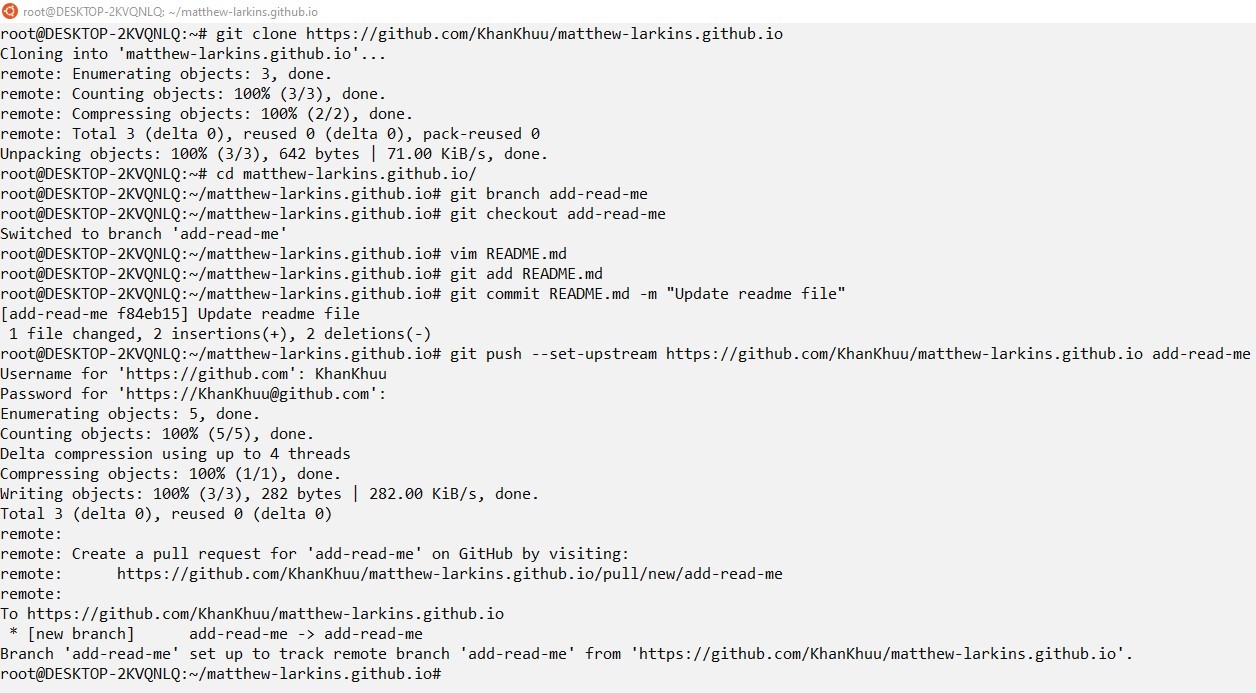 root@DESKTOP-2KVQNLQ: ~/matthew-larkins.github.io
root@DESKTOP-2KVQNLQ:~# git clone https://github.com/KhanKhuu/matthew-larkins.github.io
Cloning into 'matthew-larkins.github.io'...
remote: Enumerating objects: 3, done.
remote: Counting objects: 100% (3/3), done.
remote: Compressing objects: 100% (2/2), done.
remote: Total 3 (delta 0), reused 0 (delta 0), pack-reused 0
Unpacking objects: 100% (3/3), 642 bytes | 71.00 KiB/s, done.
root@DESKTOP-2KVQNLQ:~# cd matthew-larkins.github.io/
root@DESKTOP-2KVQNLQ:~/matthew-larkins.github.io# git branch add-read-me
root@DESKTOP-2KVQNLQ:~/matthew-larkins.github.io# git checkout add-read-me
Switched to branch 'add-read-me'
root@DESKTOP-2KVQNLQ:~/matthew-larkins.github.io# vim README.md
root@DESKTOP-2KVQNLQ:~/matthew-larkins.github.io# git add README.md
root@DESKTOP-2KVQNLQ:~/matthew-larkins.github.io# git commit README.md -m "Update readme file"
[add-read-me f84eb15] Update readme file
 1 file changed, 2 insertions(+), 2 deletions(-)
root@DESKTOP-2KVQNLQ:~/matthew-larkins.github.io# git push --set-upstream https://github.com/KhanKhuu/matthew-larkins.github.io add-read-me
Username for 'https://github.com': KhanKhuu
Password for 'https://KhanKhuu@github.com':
Enumerating objects: 5, done.
Counting objects: 100% (5/5), done.
Delta compression using up to 4 threads
Compressing objects: 100% (1/1), done.
Writing objects: 100% (3/3), 282 bytes | 282.00 KiB/s, done.
Total 3 (delta 0), reused 0 (delta 0)
remote:
remote: Create a pull request for 'add-read-me' on GitHub by visiting:
remote:      https://github.com/KhanKhuu/matthew-larkins.github.io/pull/new/add-read-me
remote:
To https://github.com/KhanKhuu/matthew-larkins.github.io
 * [new branch]      add-read-me -> add-read-me
Branch 'add-read-me' set up to track remote branch 'add-read-me' from 'https://github.com/KhanKhuu/matthew-larkins.github.io'.
root@DESKTOP-2KVQNLQ:~/matthew-larkins.github.io#